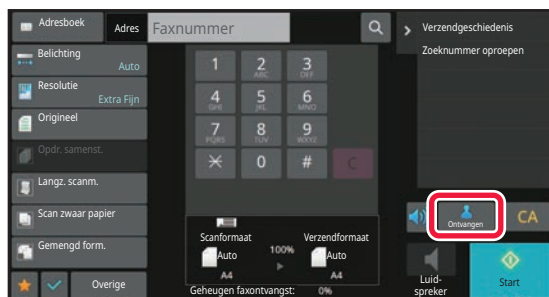 Adresboek
Adres
Faxnummer
Verzendgeschiedenis
Zoeknummer oproepen
Belichting
Auto
Resolutie
Extra Fijn
Origineel
Opdr. samenst.
Langz. scanm.
Scan zwaar papier
Gemengd form.
Overige
1
2 ABC
3 DEF
4 GHI
5 JKL
6 MNO
7 PQRS
8 TUV
9 WXYZ
0
#
C
Scanformaat
100%
Verzendformaat
Auto
Auto
A4
A4
Geheugen faxontvangst: 0%
Ontvangen
CA
Luid-
spreker
Start